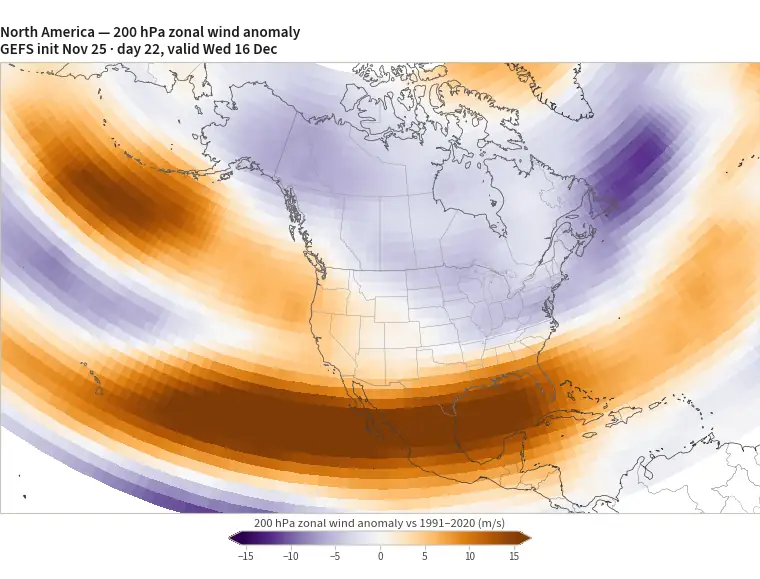 North America — 200 hPa zonal wind anomaly
GEFS init Nov 25 · day 22, valid Wed 16 Dec
200 hPa zonal wind anomaly vs 1991–2020 (m/s)
−15 −10 −5 0 5 10 15